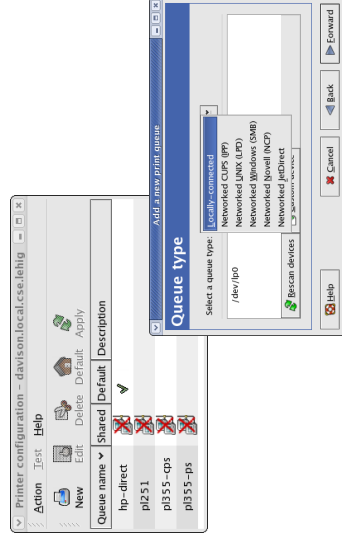 Printer configuration - davison.local.cse.lehig
Action Test Help
New Edit Delete Default Apply
Queue name Shared Default Description
hp-direct
pl251
pl355-cps
pl355-ps
Add a new print queue
Queue type
Select a queue type:
Locally-connected
Networked CUPS (IPP)
Networked UNIX (LPD)
Networked Windows (SMB)
Networked Novell (NCP)
Networked JetDirect
/dev/lp0
Rescan devices
Help Cancel Back Forward